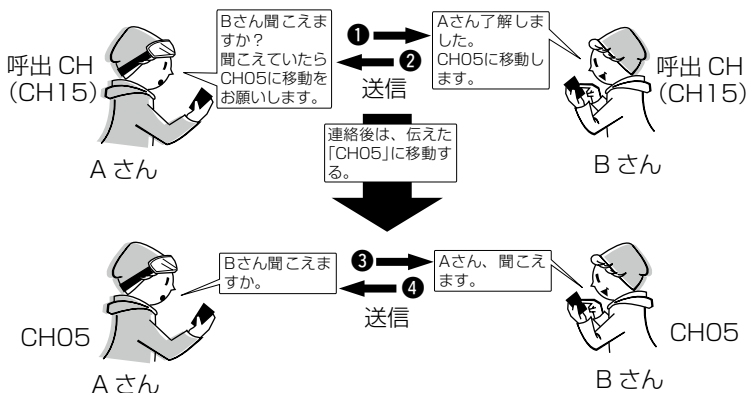 呼出 CH
(CH15)
Bさん聞こえま
すか?
聞こえていたら
CH05に移動を
お願いします。
❶
❷
送信
Aさん了解しま
した。
CH05に移動し
ます。
呼出 CH
(CH15)
A さん
B さん
連絡後は、伝えた
「CH05」に移動す
る。
CH05
Bさん聞こえま
すか。
❸
❹
送信
Aさん、聞こえ
ます。
CH05
A さん
B さん